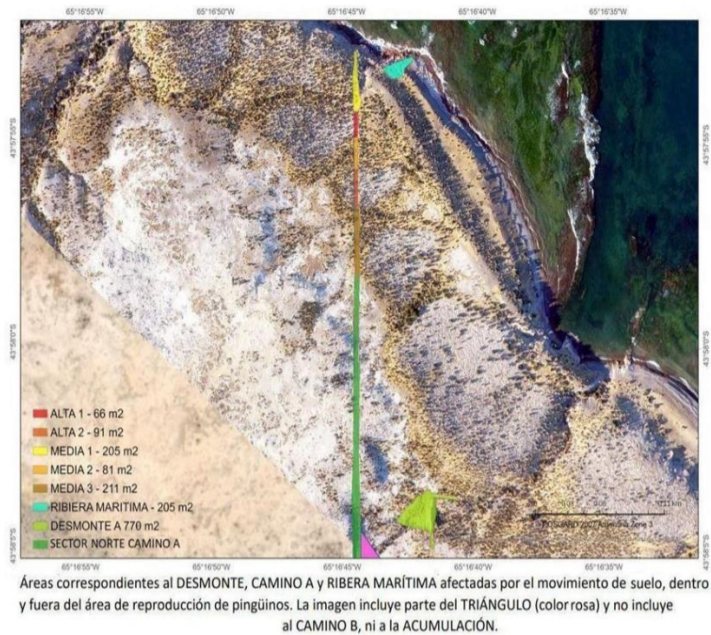 65°16'55"W 65°16'50"W 65°16'45"W 65°16'40"W 65°16'35"W
43°57'55"S 43°57'55"S
43°58'0"S 43°58'0"S
ALTA 1 - 66 m2
ALTA 2 - 91 m2
MEDIA 1 - 205 m2
MEDIA 2 - 81 m2
MEDIA 3 - 211 m2
RIBIERA MARITIMA - 205 m2
DESMONTE A 770 m2
SECTOR NORTE CAMINO A
43°58'5"S 43°58'5"S
65°16'55"W 65°16'50"W 65°16'45"W 65°16'40"W 65°16'35"W
Áreas correspondientes al DESMONTE, CAMINO A y RIBERA MARÍTIMA afectadas por el movimiento de suelo, dentro
y fuera del área de reproducción de pingüinos. La imagen incluye parte del TRIÁNGULO (color rosa) y no incluye
al CAMINO B, ni a la ACUMULACIÓN.